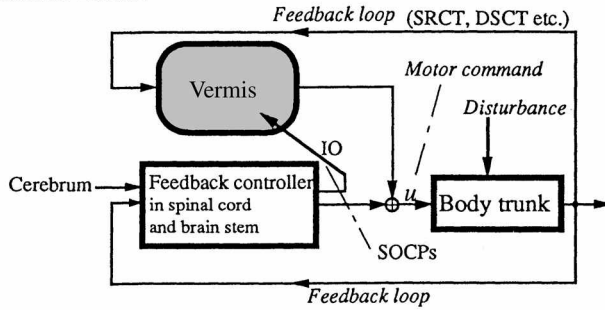 Feedback loop (SRCT, DSCT etc.)
Vermis
Motor command
Disturbance
IO
Cerebrum
Feedback controller
in spinal cord
and brain stem
u
Body trunk
SOCPs
Feedback loop